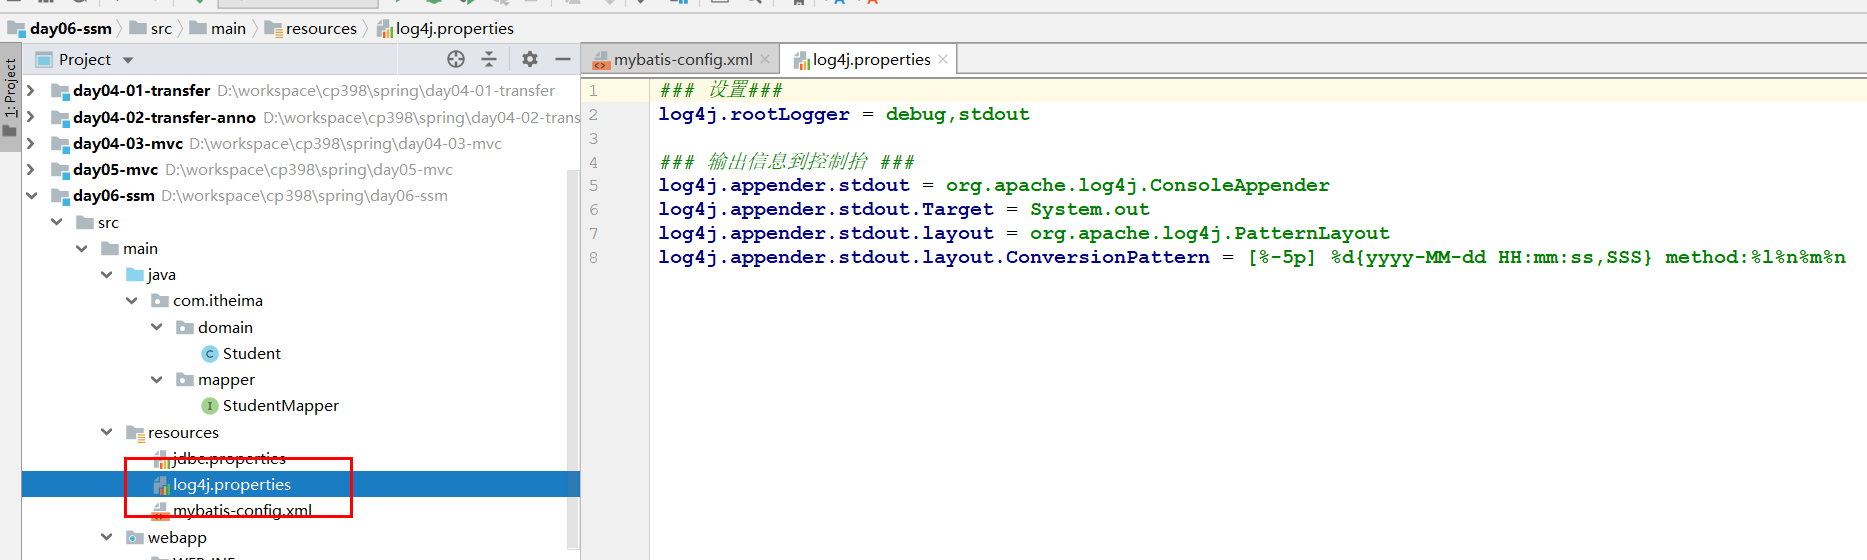 day06-ssm src main resources log4j.properties
1: Project
Project
day04-01-transfer D:\workspace\cp398\spring\day04-01-transfer
day04-02-transfer-anno D:\workspace\cp398\spring\day04-02-trans
day04-03-mvc D:\workspace\cp398\spring\day04-03-mvc
day05-mvc D:\workspace\cp398\spring\day05-mvc
day06-ssm D:\workspace\cp398\spring\day06-ssm
src
main
java
com.itheima
domain
C Student
mapper
I StudentMapper
resources
jdbc.properties
log4j.properties
mybatis-config.xml
webapp
mybatis-config.xml log4j.properties
1 ### 设置###
2 log4j.rootLogger = debug,stdout
3
4 ### 输出信息到控制抬 ###
5 log4j.appender.stdout = org.apache.log4j.ConsoleAppender
6 log4j.appender.stdout.Target = System.out
7 log4j.appender.stdout.layout = org.apache.log4j.PatternLayout
8 log4j.appender.stdout.layout.ConversionPattern = [%-5p] %d{yyyy-MM-dd HH:mm:ss,SSS} method:%l%n%m%n